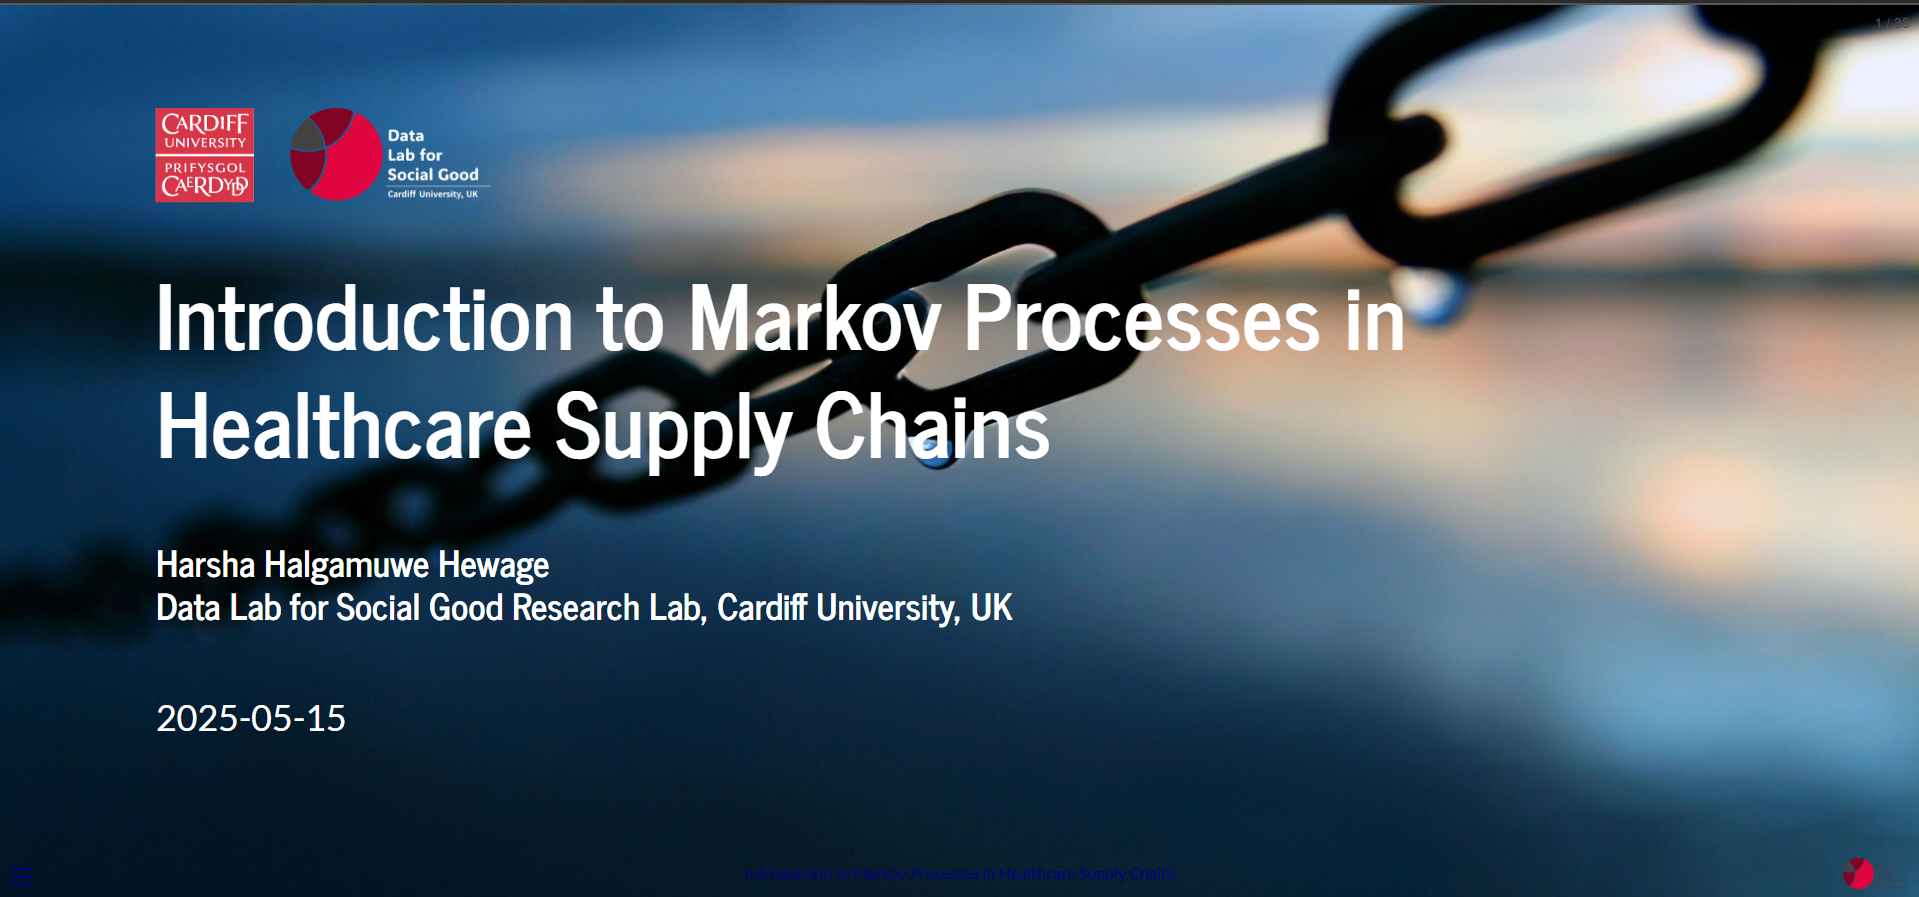 1 / 39
CARDIFF
UNIVERSITY
PRIFYSGOL
CAERDYDD
Data
Lab for
Social Good
Cardiff University, UK
Introduction to Markov Processes in
Healthcare Supply Chains
Harsha Halgamuwe Hewage
Data Lab for Social Good Research Lab, Cardiff University, UK
2025-05-15
Introduction to Markov Processes in Healthcare Supply Chains